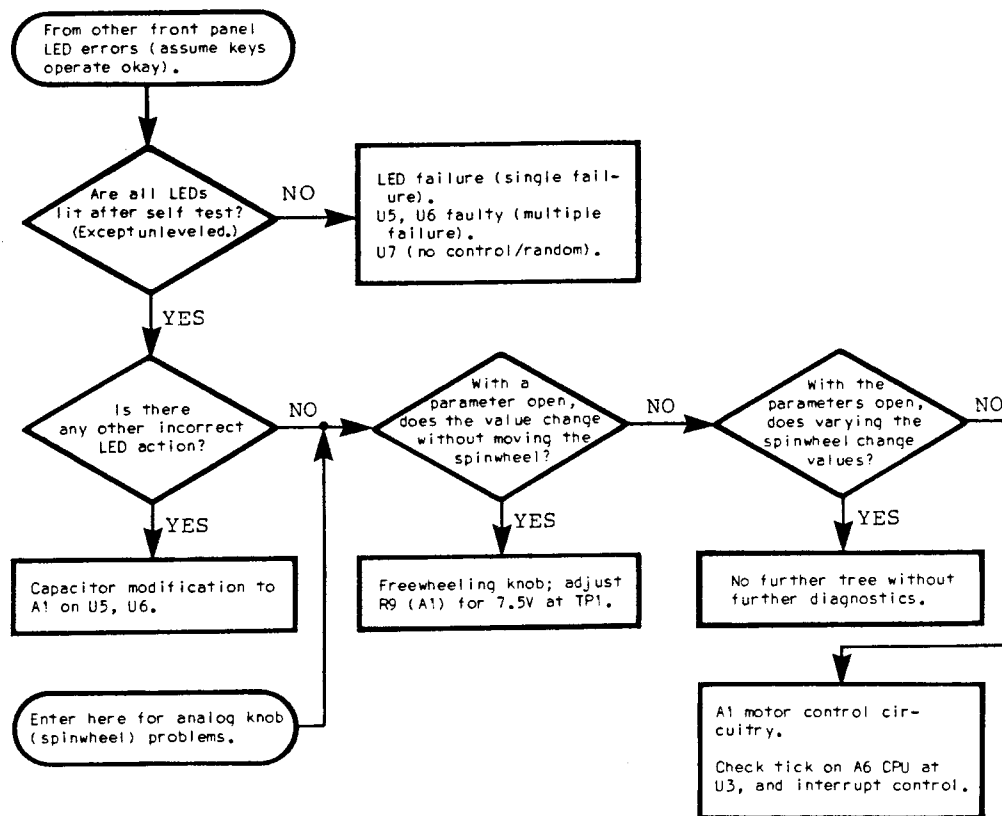 From other front panel
LED errors (assume keys
operate okay).
Are all LEDs
lit after self test?
(Except unleveled.)
NO
LED failure (single fail-
ure).
U5, U6 faulty (multiple
failure).
U7 (no control/random).
YES
Is there
any other incorrect
LED action?
NO
With a
parameter open,
does the value change
without moving the
spinwheel?
NO
With the
parameters open,
does varying the
spinwheel change
values?
NO
YES
Capacitor modification to
A1 on U5, U6.
YES
Freewheeling knob; adjust
R9 (A1) for 7.5V at TP1.
YES
No further tree without
further diagnostics.
Enter here for analog knob
(spinwheel) problems.
A1 motor control cir-
cuitry.
Check tick on A6 CPU at
U3, and interrupt control.